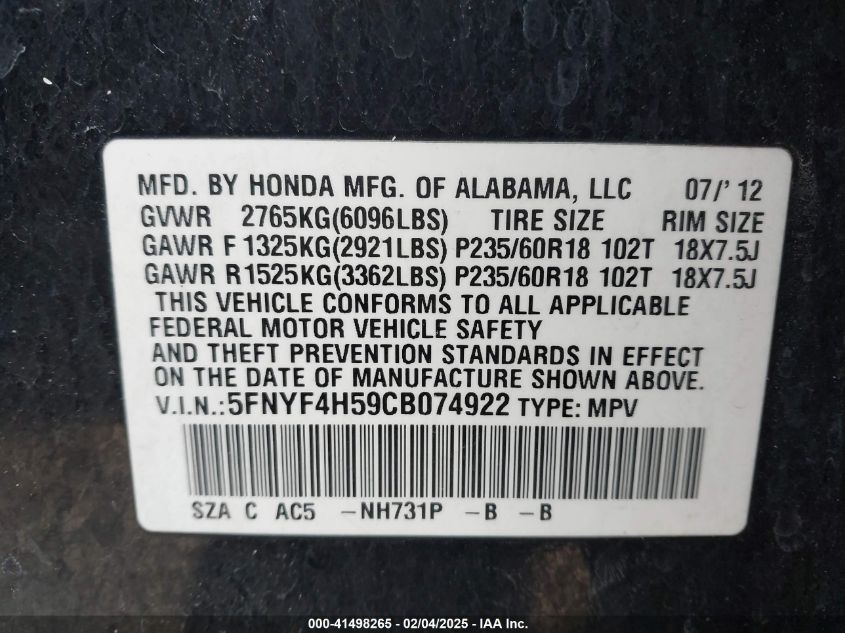 MFD. BY HONDA MFG. OF ALABAMA, LLC 07/'12
GVWR 2765KG(6096LBS) TIRE SIZE RIM SIZE
GAWR F 1325KG(2921LBS) P235/60R18 102T 18X7.5J
GAWR R1525KG(3362LBS) P235/60R18 102T 18X7.5J
THIS VEHICLE CONFORMS TO ALL APPLICABLE
FEDERAL MOTOR VEHICLE SAFETY
AND THEFT PREVENTION STANDARDS IN EFFECT
ON THE DATE OF MANUFACTURE SHOWN ABOVE.
V.I.N.:5FNYF4H59CB074922 TYPE: MPV
SZA C AC5 -NH731P -B -B
000-41498265 - 02/04/2025 - IAA Inc.